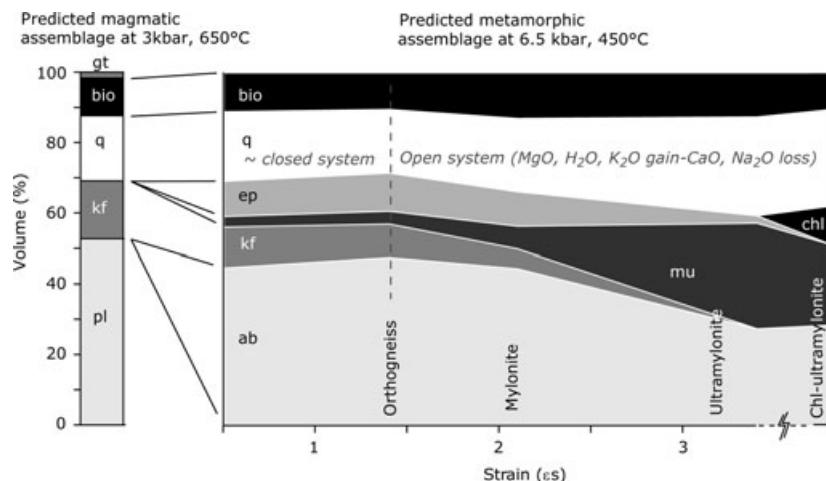 Predicted magmatic
assemblage at 3kbar, 650°C
Predicted metamorphic
assemblage at 6.5 kbar, 450°C
gt
100
80
60
40
20
0
Volume (%)
bio
q
kf
pl
bio
q
~ closed system
Open system (MgO, H2O, K2O gain-CaO, Na2O loss)
ep
kf
ab
mu
chl
Orthogneiss
Mylonite
Ultramylonite
Chl-ultramylonite
1
2
3
Strain (εs)